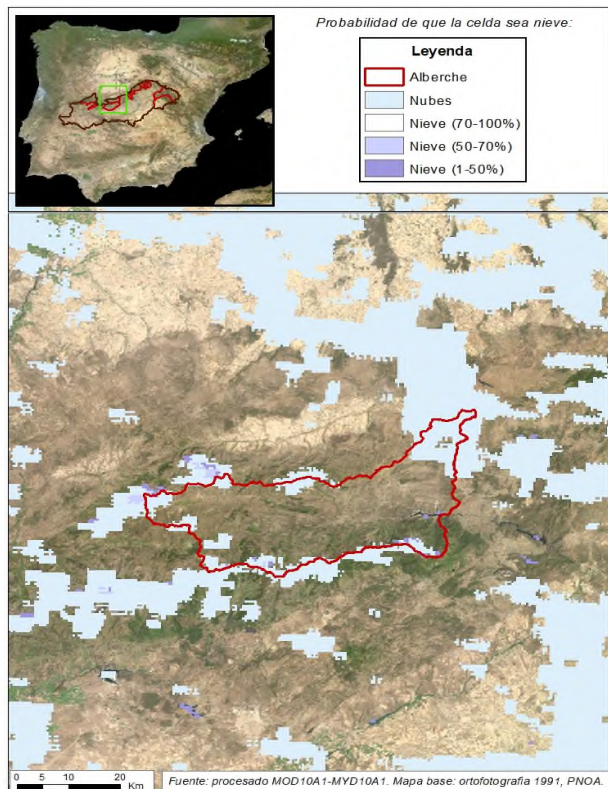 Probabilidad de que la celda sea nieve:
Leyenda
Alberche
Nubes
Nieve (70-100%)
Nieve (50-70%)
Nieve (1-50%)
0 5 10 20
Km
Fuente: procesado MOD10A1-MYD10A1. Mapa base: ortofotografia 1991, PNOA.